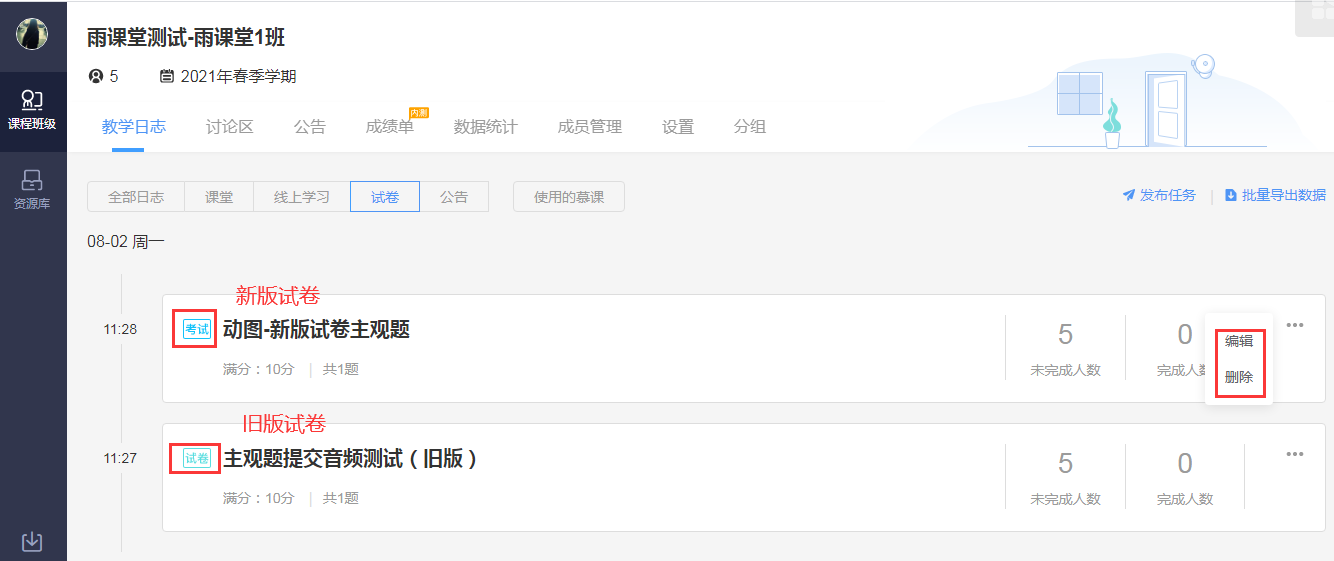 雨课堂测试-雨课堂1班
5 2021年春季学期
课程班级
资源库
教学日志 讨论区 公告 成绩单 内测 数据统计 成员管理 设置 分组
全部日志 课堂 线上学习 试卷 公告 使用的慕课 发布任务 | 批量导出数据
08-02 周一
新版试卷
11:28 考试 动图-新版试卷主观题 5 0 编辑
满分：10分 | 共1题 未完成人数 完成人数 删除
旧版试卷
11:27 试卷 主观题提交音频测试（旧版） 5 0
满分：10分 | 共1题 未完成人数 完成人数